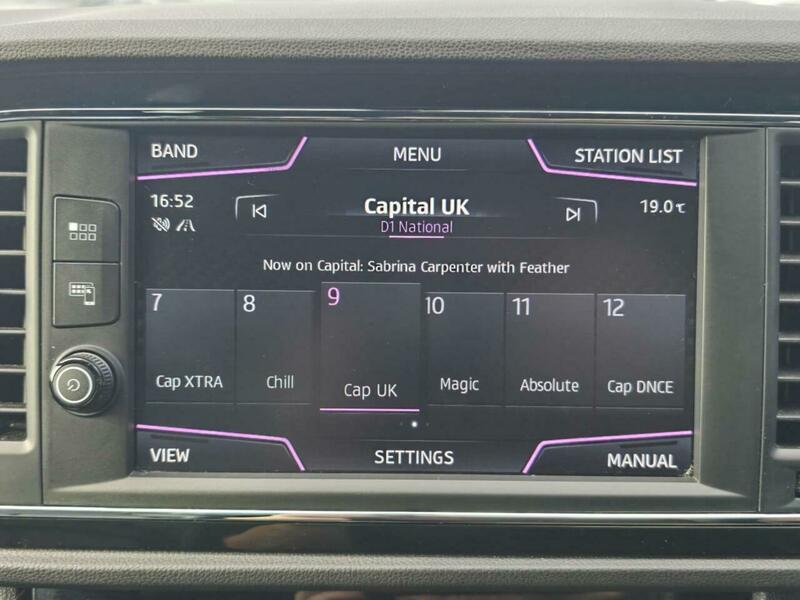 BAND
MENU
STATION LIST
16:52
Capital UK
19.0℃
D1 National
Now on Capital: Sabrina Carpenter with Feather
7
8
9
10
11
12
Cap XTRA
Chill
Cap UK
Magic
Absolute
Cap DNCE
VIEW
SETTINGS
MANUAL